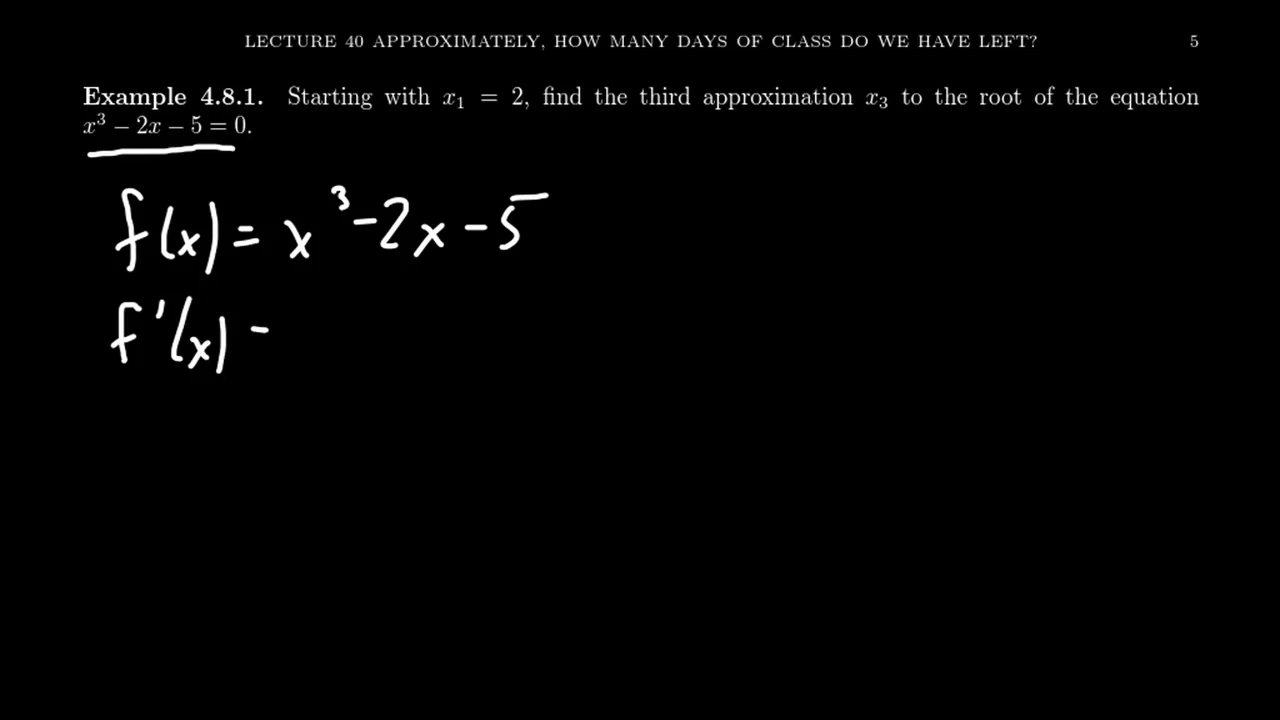 LECTURE 40 APPROXIMATELY, HOW MANY DAYS OF CLASS DO WE HAVE LEFT? 5
Example 4.8.1. Starting with x₁ = 2, find the third approximation x₃ to the root of the equation
x³ − 2x − 5 = 0.
f(x) = x³ - 2x - 5
f'(x) -